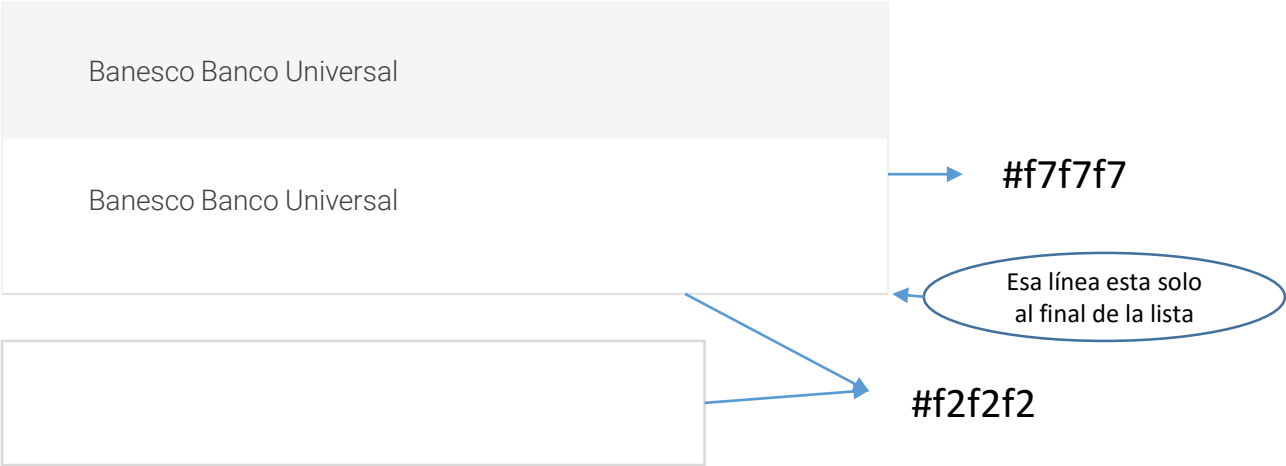 Banesco Banco Universal
#f7f7f7
Banesco Banco Universal
Esa línea esta solo
al final de la lista
#f2f2f2